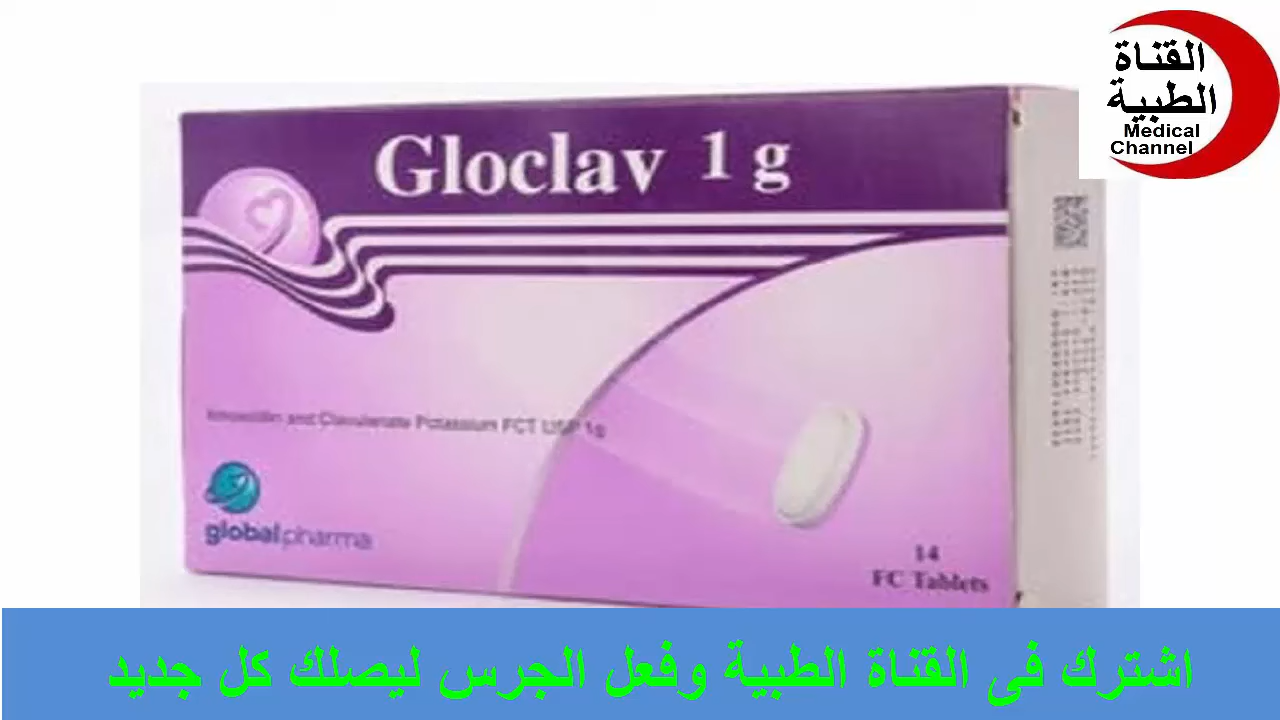 القناة
الطبية
Medical
Channel
Gloclav 1 g
Amoxicillin and Clavulanate Potassium FCT USP 1g
globalpharma
14
FC Tablets
اشترك فى القناة الطبية وفعل الجرس ليصلك كل جديد